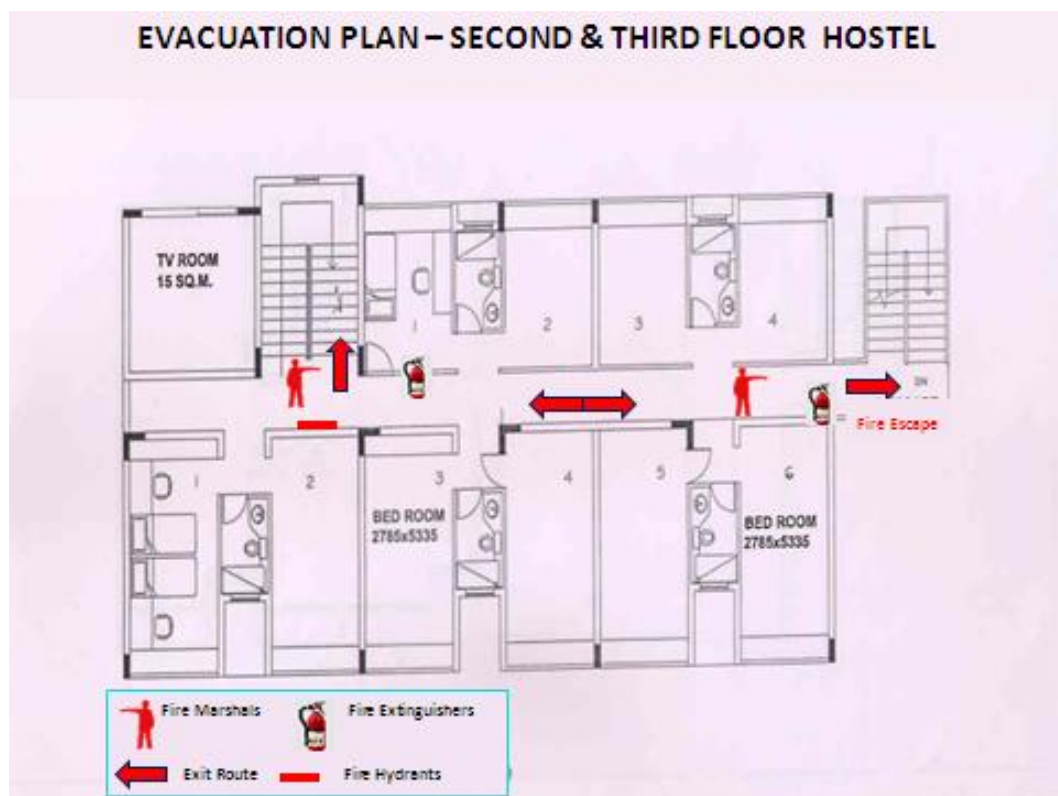 EVACUATION PLAN – SECOND & THIRD FLOOR HOSTEL
TV ROOM
15 SQ.M.
1
2
3
4
DN
Fire Escape
1
2
3
4
5
6
BED ROOM
2785x5335
BED ROOM
2785x5335
Fire Marshals
Fire Extinguishers
Exit Route
Fire Hydrants